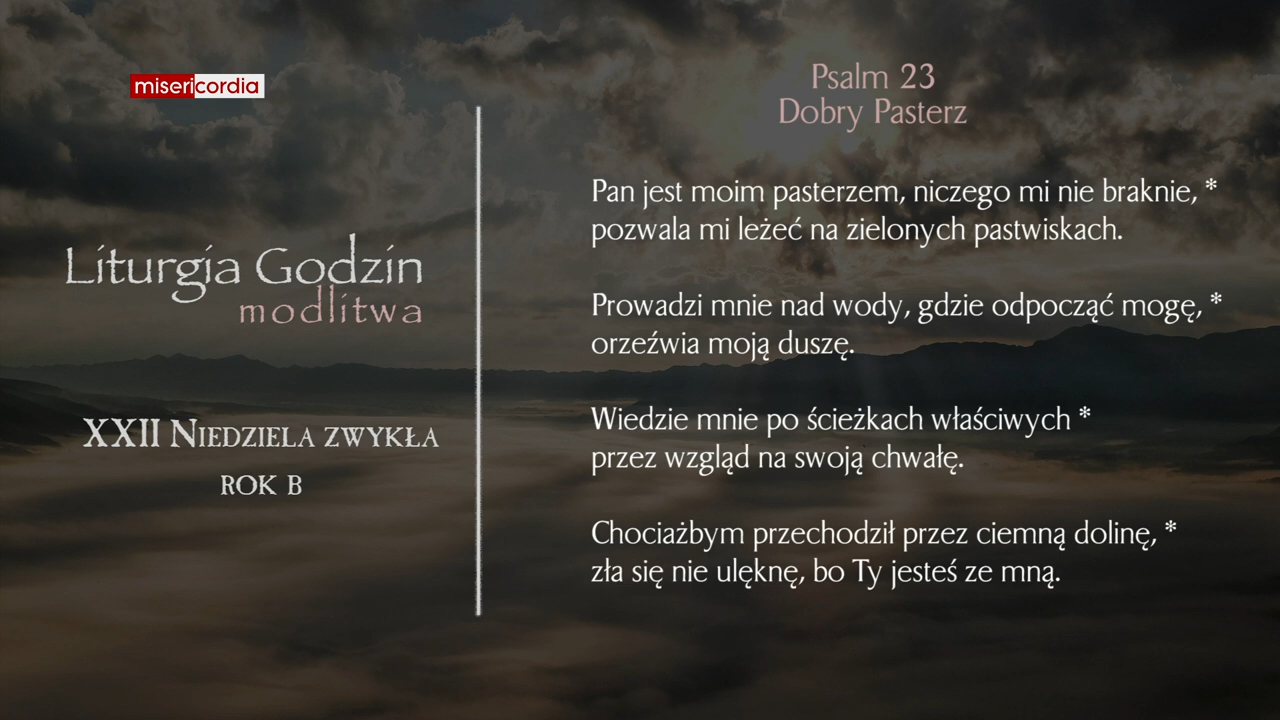 misericordia
Liturgia Godzin
modlitwa
XXII Niedziela zwykła
rok B
Psalm 23
Dobry Pasterz
Pan jest moim pasterzem, niczego mi nie braknie, *
pozwala mi leżeć na zielonych pastwiskach.
Prowadzi mnie nad wody, gdzie odpocząć mogę, *
orzeźwia moją duszę.
Wiedzie mnie po ścieżkach właściwych *
przez wzgląd na swoją chwałę.
Chociażbym przechodził przez ciemną dolinę, *
zła się nie ulęknę, bo Ty jesteś ze mną.